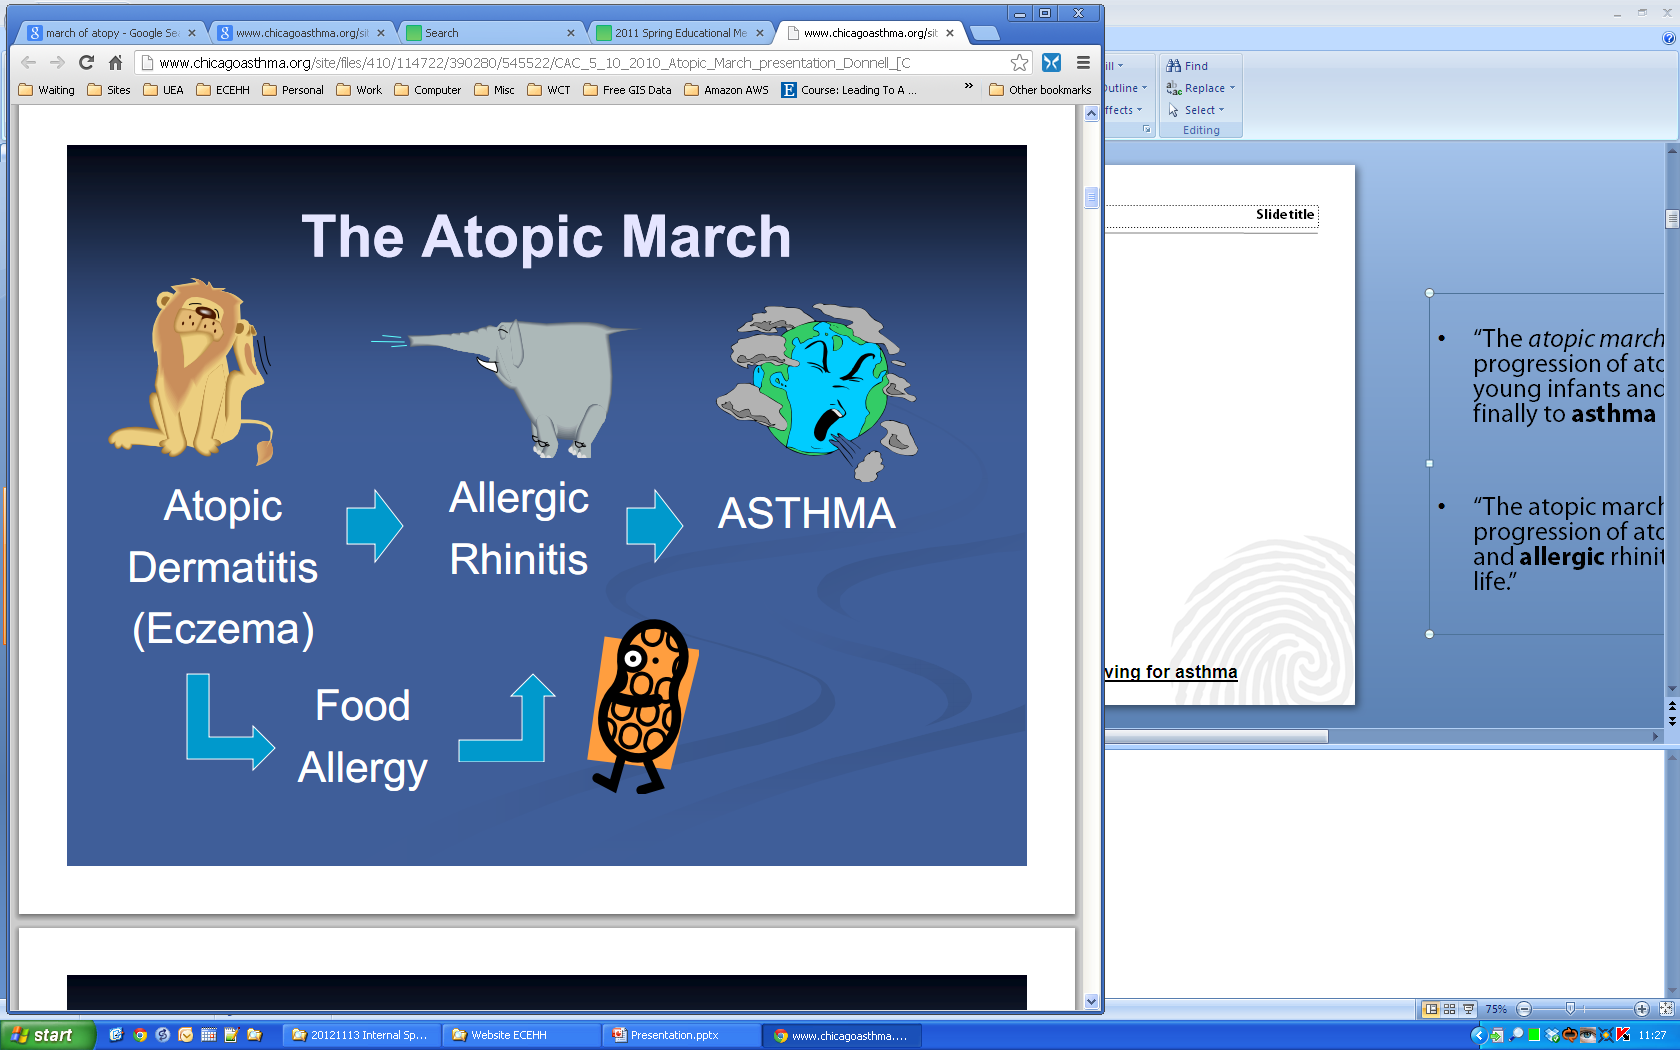 march of atopy - Google Se
www.chicagoasthma.org/sit
Search
2011 Spring Educational Me
www.chicagoasthma.org/sit
www.chicagoasthma.org/site/files/410/114722/390280/545522/CAC_5_10_2010_Atopic_March_presentation_Donnell_[C
Waiting Sites UEA ECEHH Personal Work Computer Misc WCT Free GIS Data Amazon AWS Course: Leading To A ... » Other bookmarks
The Atopic March
Atopic
Dermatitis
(Eczema)
Allergic
Rhinitis
ASTHMA
Food
Allergy
ill
Outline
ffects
Find
Replace
Select
Editing
Slide title
ving for asthma
• “The atopic march
progression of ato
young infants and
finally to asthma
• “The atopic march
progression of ato
and allergic rhinit
life.”
75%
start
20121113 Internal Sp...
Website ECEHH
Presentation.pptx
www.chicagoasthma....
11:27